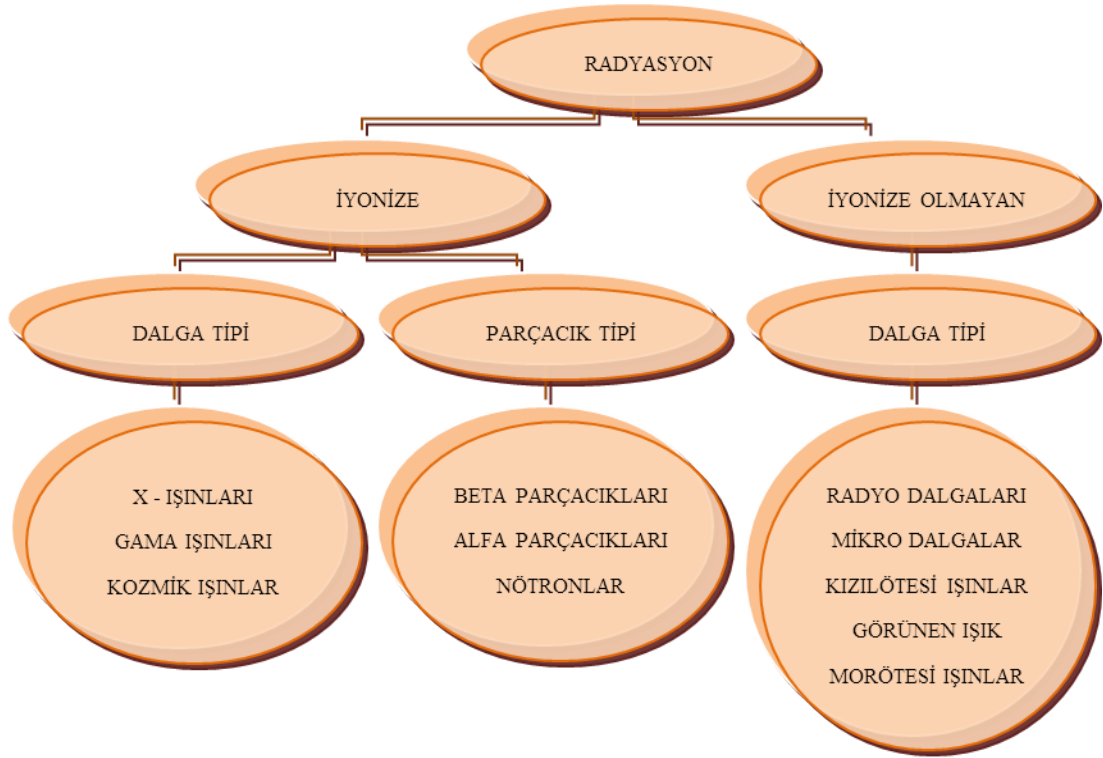 RADYASYON
İYONİZE
İYONİZE OLMAYAN
DALGA TİPİ
PARÇACIK TİPİ
DALGA TİPİ
X - IŞINLARI
GAMA IŞINLARI
KOZMİK IŞINLAR
BETA PARÇACIKLARI
ALFA PARÇACIKLARI
NÖTRONLAR
RADYO DALGALARI
MİKRO DALGALAR
KIZILÖTESİ IŞINLAR
GÖRÜNEN IŞIK
MORÖTESİ IŞINLAR